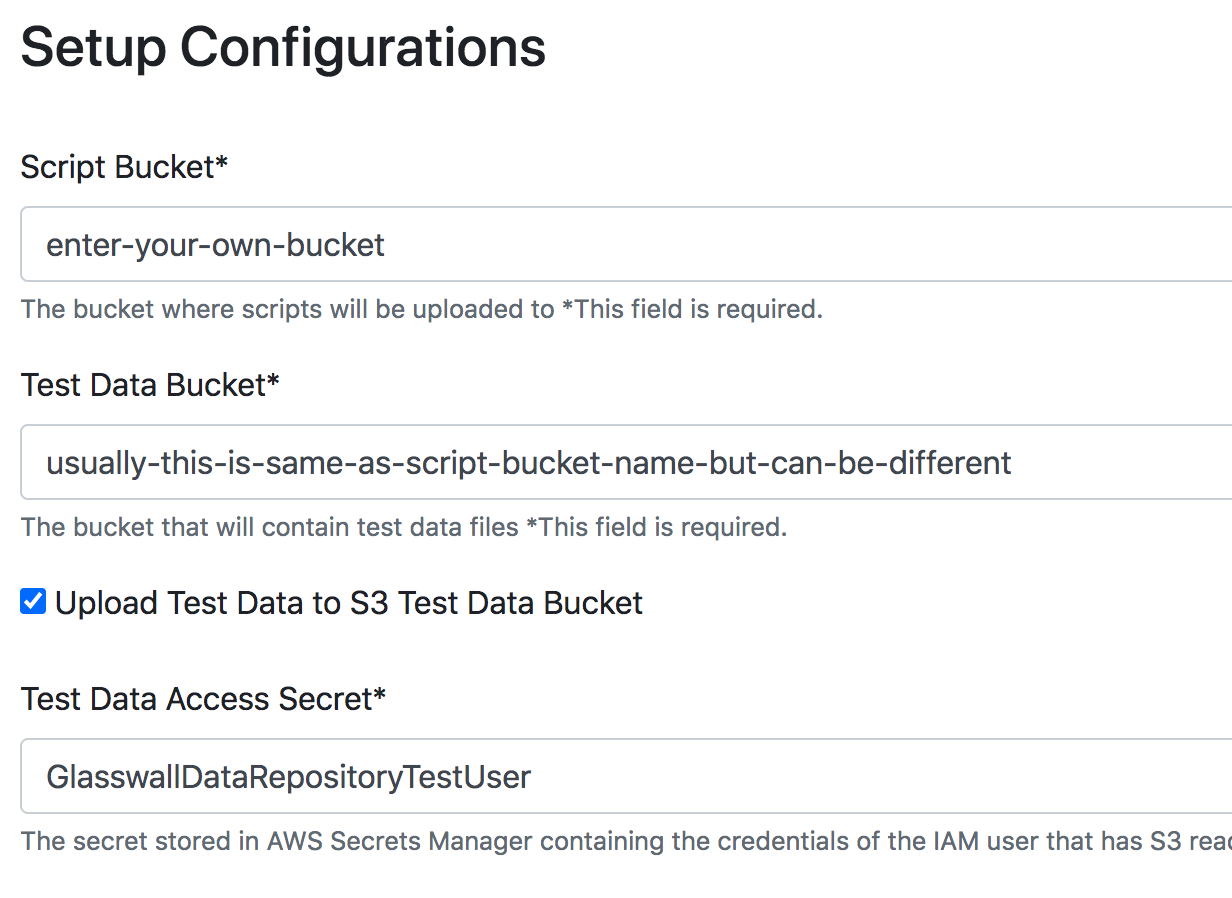 Setup Configurations
Script Bucket*
enter-your-own-bucket
The bucket where scripts will be uploaded to *This field is required.
Test Data Bucket*
usually-this-is-same-as-script-bucket-name-but-can-be-different
The bucket that will contain test data files *This field is required.
Upload Test Data to S3 Test Data Bucket
Test Data Access Secret*
GlasswallDataRepositoryTestUser
The secret stored in AWS Secrets Manager containing the credentials of the IAM user that has S3